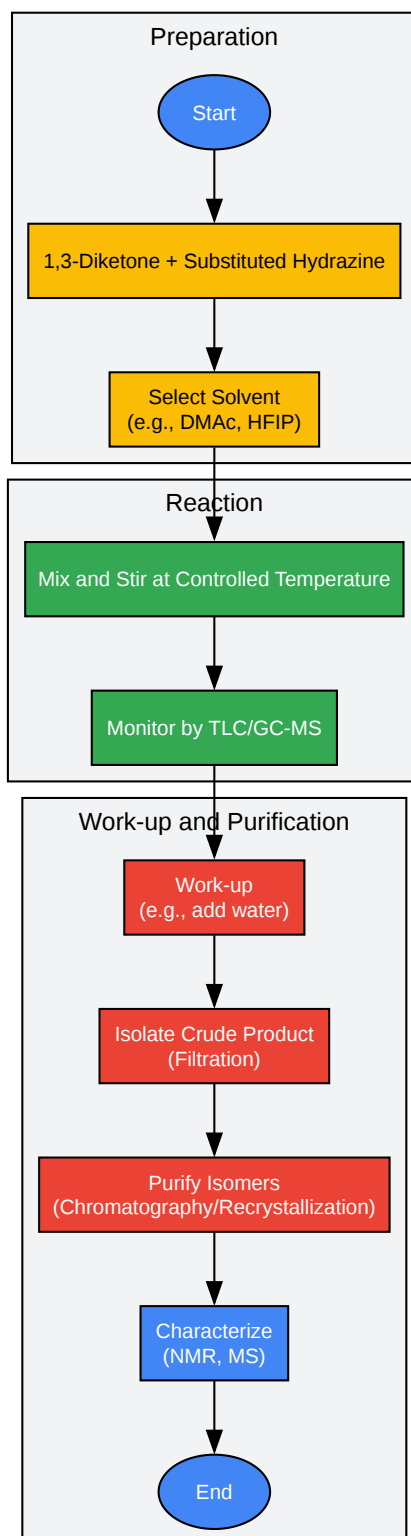 Preparation
Start
1,3-Diketone + Substituted Hydrazine
Select Solvent
(e.g., DMAc, HFIP)
Reaction
Mix and Stir at Controlled Temperature
Monitor by TLC/GC-MS
Work-up and Purification
Work-up
(e.g., add water)
Isolate Crude Product
(Filtration)
Purify Isomers
(Chromatography/Recrystallization)
Characterize
(NMR, MS)
End